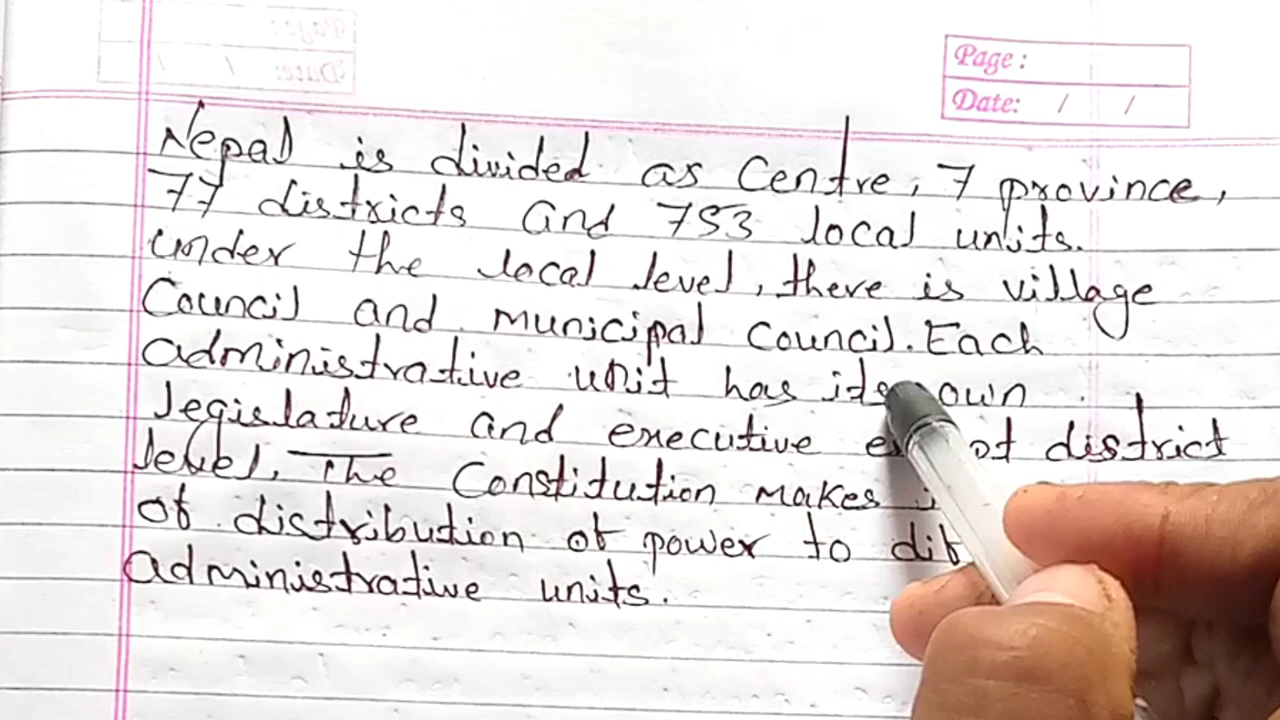 Page:
Date: / /
Nepal is divided as Centre, 7 province,
77 districts and 753 local units.
under the local level, there is village
Council and municipal council. Each
administrative unit has its own
legislature and executive district
level. The Constitution makes
of distribution of power to
administrative units.